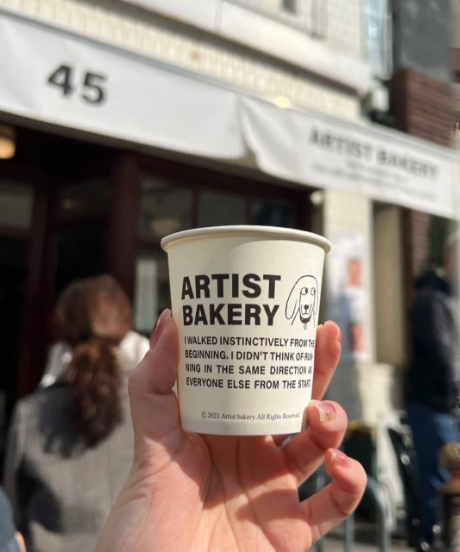 45
ARTIST BAKERY
ARTIST
BAKERY
I WALKED INSTINCTIVELY FROM THE
BEGINNING. I DIDN'T THINK OF RUN-
NING IN THE SAME DIRECTION AS
EVERYONE ELSE FROM THE START.
© 2023. Artist bakery. All Rights Reserved.